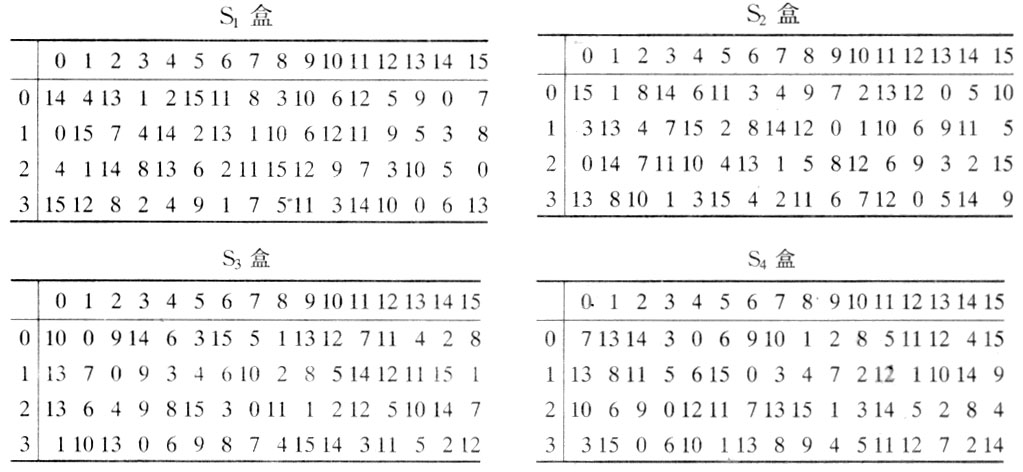 S₁ 盒
0 1 2 3 4 5 6 7 8 9 10 11 12 13 14 15
0 14 4 13 1 2 15 11 8 3 10 6 12 5 9 0 7
1 0 15 7 4 14 2 13 1 10 6 12 11 9 5 3 8
2 4 1 14 8 13 6 2 11 15 12 9 7 3 10 5 0
3 15 12 8 2 4 9 1 7 5 11 3 14 10 0 6 13
S₂ 盒
0 1 2 3 4 5 6 7 8 9 10 11 12 13 14 15
0 15 1 8 14 6 11 3 4 9 7 2 13 12 0 5 10
1 3 13 4 7 15 2 8 14 12 0 1 10 6 9 11 5
2 0 14 7 11 10 4 13 1 5 8 12 6 9 3 2 15
3 13 8 10 1 3 15 4 2 11 6 7 12 0 5 14 9
S₃ 盒
0 1 2 3 4 5 6 7 8 9 10 11 12 13 14 15
0 10 0 9 14 6 3 15 5 1 13 12 7 11 4 2 8
1 13 7 0 9 3 4 6 10 2 8 5 14 12 11 15 1
2 13 6 4 9 8 15 3 0 11 1 2 12 5 10 14 7
3 1 10 13 0 6 9 8 7 4 15 14 3 11 5 2 12
S₄ 盒
0 1 2 3 4 5 6 7 8 9 10 11 12 13 14 15
0 7 13 14 3 0 6 9 10 1 2 8 5 11 12 4 15
1 13 8 11 5 6 15 0 3 4 7 2 12 1 10 14 9
2 10 6 9 0 12 11 7 13 15 1 3 14 5 2 8 4
3 3 15 0 6 10 1 13 8 9 4 5 11 12 7 2 14